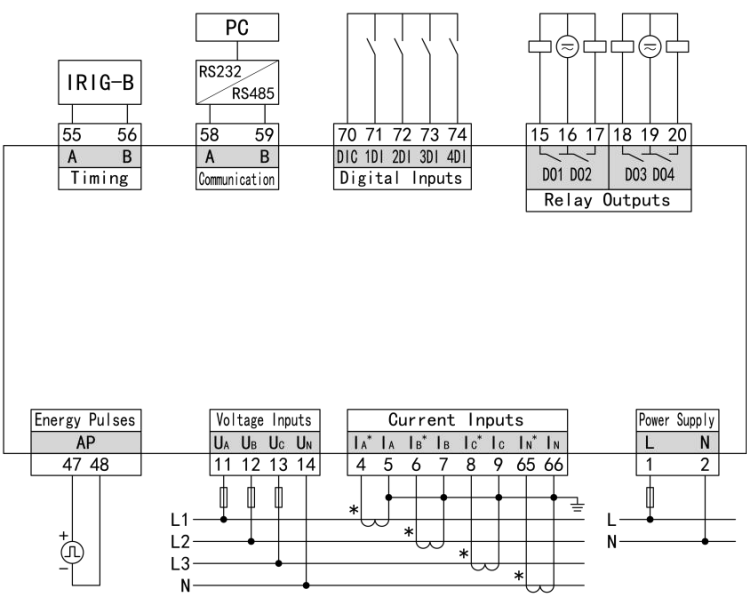 PC
IRIG-B
RS232
RS485
55 56
58 59
70 71 72 73 74
15 16 17 18 19 20
A B
A B
DIC 1DI 2DI 3DI 4DI
DO1 DO2 DO3 DO4
Timing
Communication
Digital Inputs
Relay Outputs
Energy Pulses
Voltage Inputs
Current Inputs
Power Supply
AP
UA UB UC UN
IA* IA IB* IB IC* IC IN* IN
L N
47 48
11 12 13 14
4 5 6 7 8 9 65 66
1 2
*
L1
L
+
*
L2
N
−
*
L3
*
N